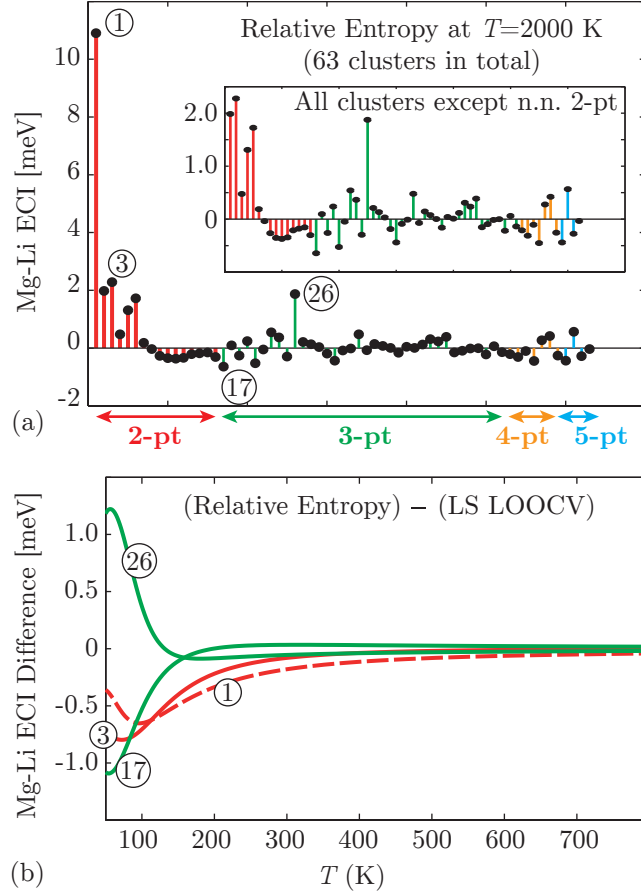 Mg-Li ECI [meV]
10
8
6
4
2
0
-2
1
3
17
26
Relative Entropy at T=2000 K
(63 clusters in total)
All clusters except n.n. 2-pt
2.0
1.0
0
(a)
2-pt
3-pt
4-pt
5-pt
Mg-Li ECI Difference [meV]
(Relative Entropy) – (LS LOOCV)
1.0
0.5
0
-0.5
-1.0
26
1
3
17
100 200 300 400 500 600 700
(b)
T (K)